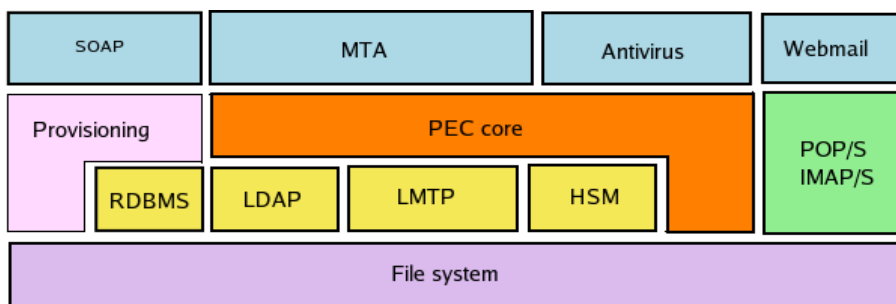 SOAP
MTA
Antivirus
Webmail
Provisioning
PEC core
POP/S
IMAP/S
RDBMS
LDAP
LMTP
HSM
File system